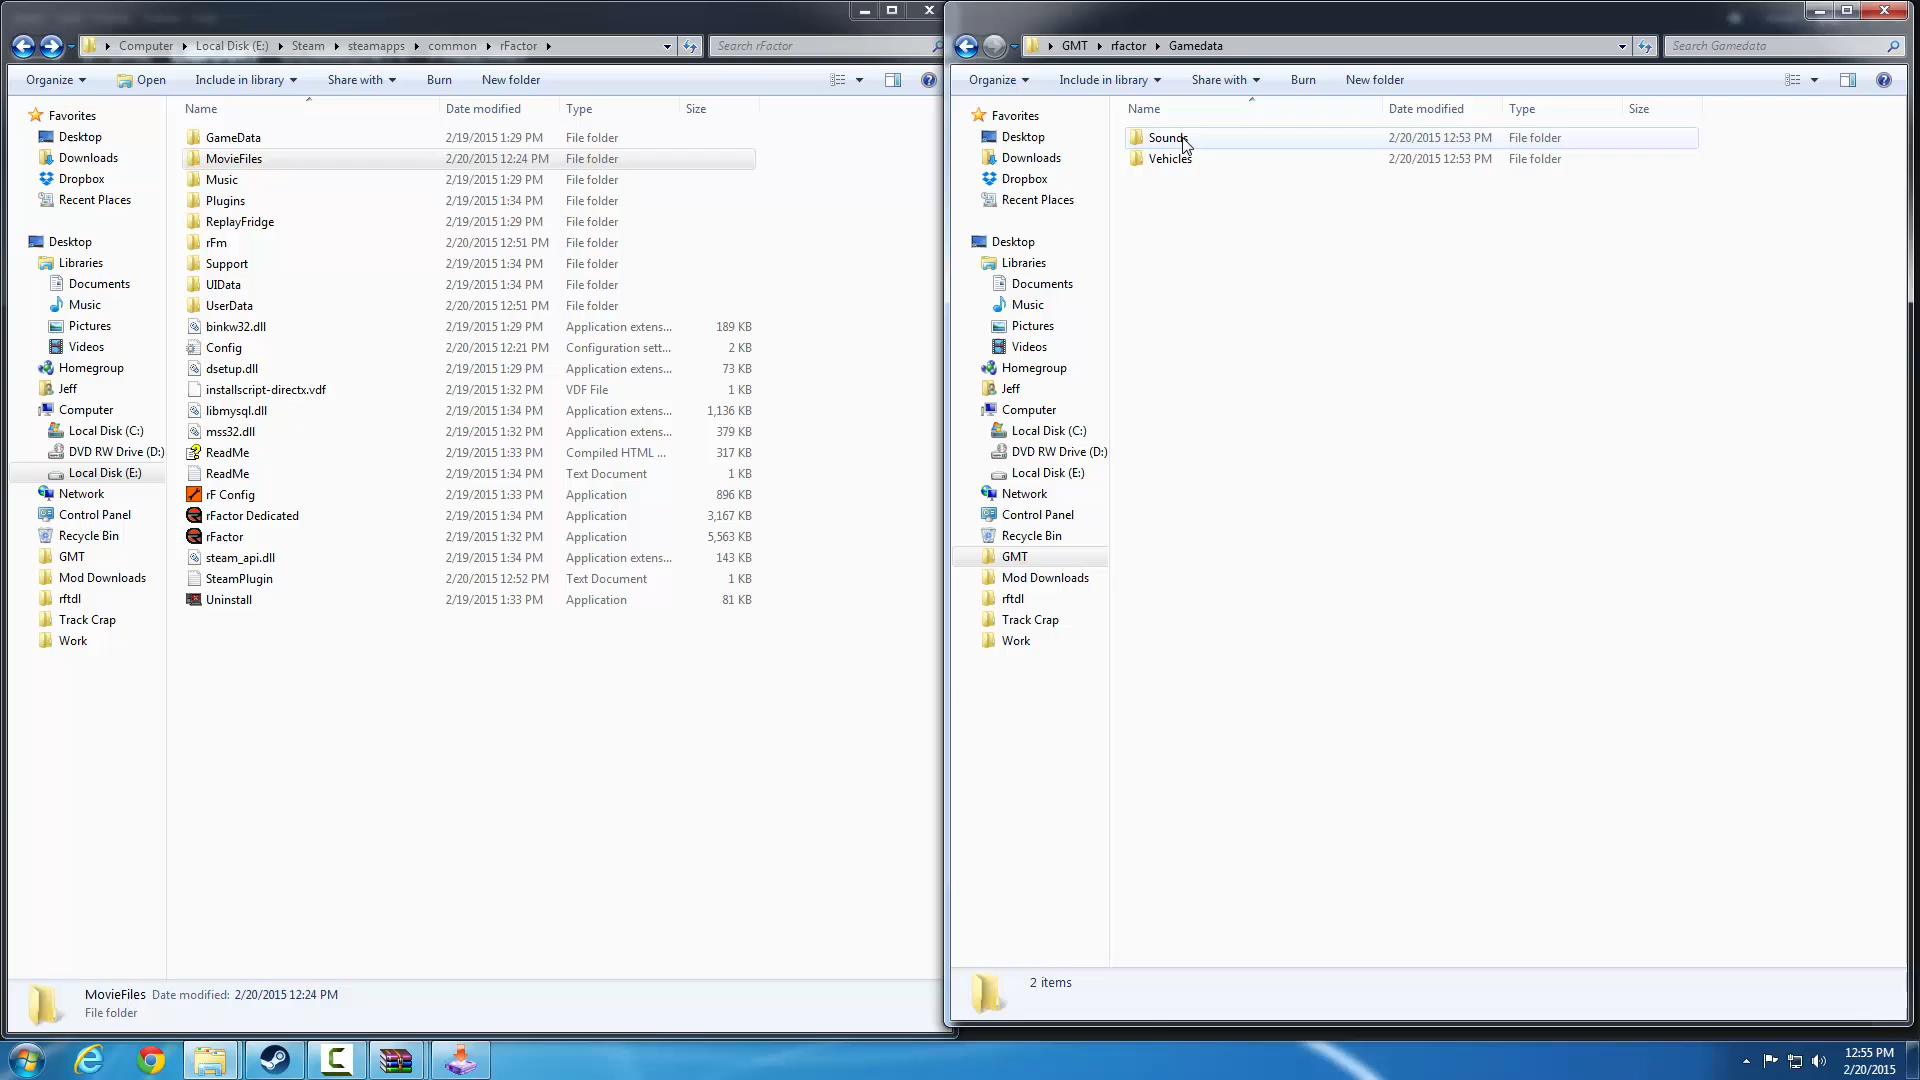 Computer Local Disk (E:) Steam steamapps common rFactor
Search rFactor
Organize Open Include in library Share with Burn New folder
Favorites
Desktop
Downloads
Dropbox
Recent Places
Desktop
Libraries
Documents
Music
Pictures
Videos
Homegroup
Jeff
Computer
Local Disk (C:)
DVD RW Drive (D:)
Local Disk (E:)
Network
Control Panel
Recycle Bin
GMT
Mod Downloads
rftdl
Track Crap
Work
Name Date modified Type Size
GameData 2/19/2015 1:29 PM File folder
MovieFiles 2/20/2015 12:24 PM File folder
Music 2/19/2015 1:29 PM File folder
Plugins 2/19/2015 1:34 PM File folder
ReplayFridge 2/19/2015 1:29 PM File folder
rFm 2/20/2015 12:51 PM File folder
Support 2/19/2015 1:34 PM File folder
UIData 2/19/2015 1:34 PM File folder
UserData 2/20/2015 12:51 PM File folder
binkw32.dll 2/19/2015 1:29 PM Application extens... 189 KB
Config 2/20/2015 12:21 PM Configuration sett... 2 KB
dsetup.dll 2/19/2015 1:29 PM Application extens... 73 KB
installscript-directx.vdf 2/19/2015 1:32 PM VDF File 1 KB
libmysql.dll 2/19/2015 1:34 PM Application extens... 1,136 KB
mss32.dll 2/19/2015 1:32 PM Application extens... 379 KB
ReadMe 2/19/2015 1:33 PM Compiled HTML ... 317 KB
ReadMe 2/19/2015 1:34 PM Text Document 1 KB
rF Config 2/19/2015 1:33 PM Application 896 KB
rFactor Dedicated 2/19/2015 1:34 PM Application 3,167 KB
rFactor 2/19/2015 1:32 PM Application 5,563 KB
steam_api.dll 2/19/2015 1:34 PM Application extens... 143 KB
SteamPlugin 2/20/2015 12:52 PM Text Document 1 KB
Uninstall 2/19/2015 1:33 PM Application 81 KB
MovieFiles Date modified: 2/20/2015 12:24 PM
File folder
GMT rfactor Gamedata
Search Gamedata
Organize Include in library Share with Burn New folder
Favorites
Desktop
Downloads
Dropbox
Recent Places
Desktop
Libraries
Documents
Music
Pictures
Videos
Homegroup
Jeff
Computer
Local Disk (C:)
DVD RW Drive (D:)
Local Disk (E:)
Network
Control Panel
Recycle Bin
GMT
Mod Downloads
rftdl
Track Crap
Work
Name Date modified Type Size
Sounds 2/20/2015 12:53 PM File folder
Vehicles 2/20/2015 12:53 PM File folder
2 items
12:55 PM
2/20/2015